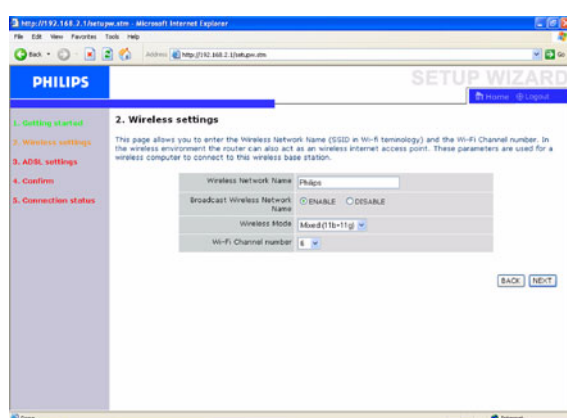 http://192.168.2.1/setupw.stm - Microsoft Internet Explorer
File Edit View Favorites Tools Help
Back
Address http://192.168.2.1/setupw.stm
Go
PHILIPS
SETUP WIZARD
Home Logout
1. Getting started
2. Wireless settings
3. ADSL settings
4. Confirm
5. Connection status
2. Wireless settings
This page allows you to enter the Wireless Network Name (SSID in Wi-fi terminology) and the Wi-Fi Channel number. In
the wireless environment the router can also act as an wireless internet access point. These parameters are used for a
wireless computer to connect to this wireless base station.
Wireless Network Name Philips
Broadcast Wireless Network
Name
ENABLE DISABLE
Wireless Mode Mixed(11b+11g)
Wi-Fi Channel number 6
BACK NEXT